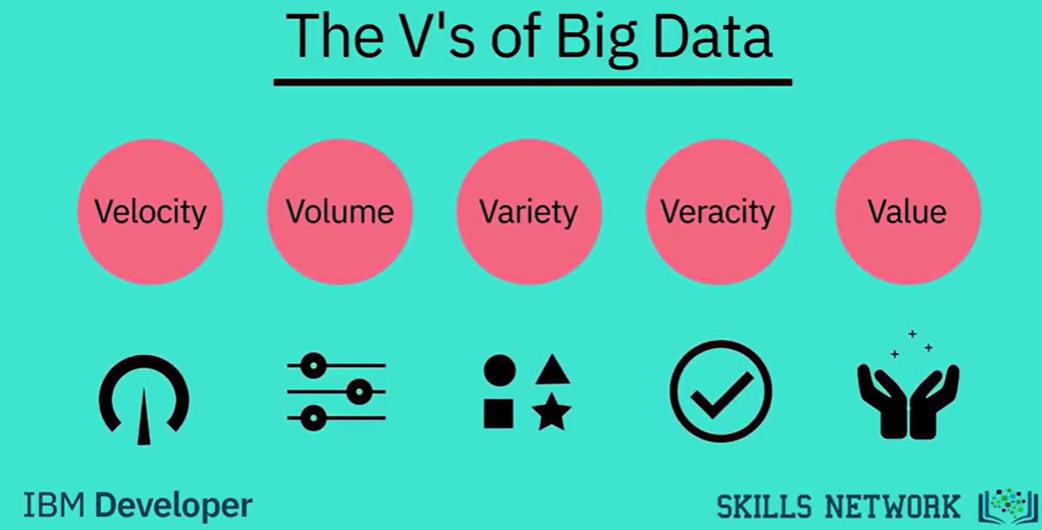 The V's of Big Data
Velocity Volume Variety Veracity Value
IBM Developer SKILLS NETWORK